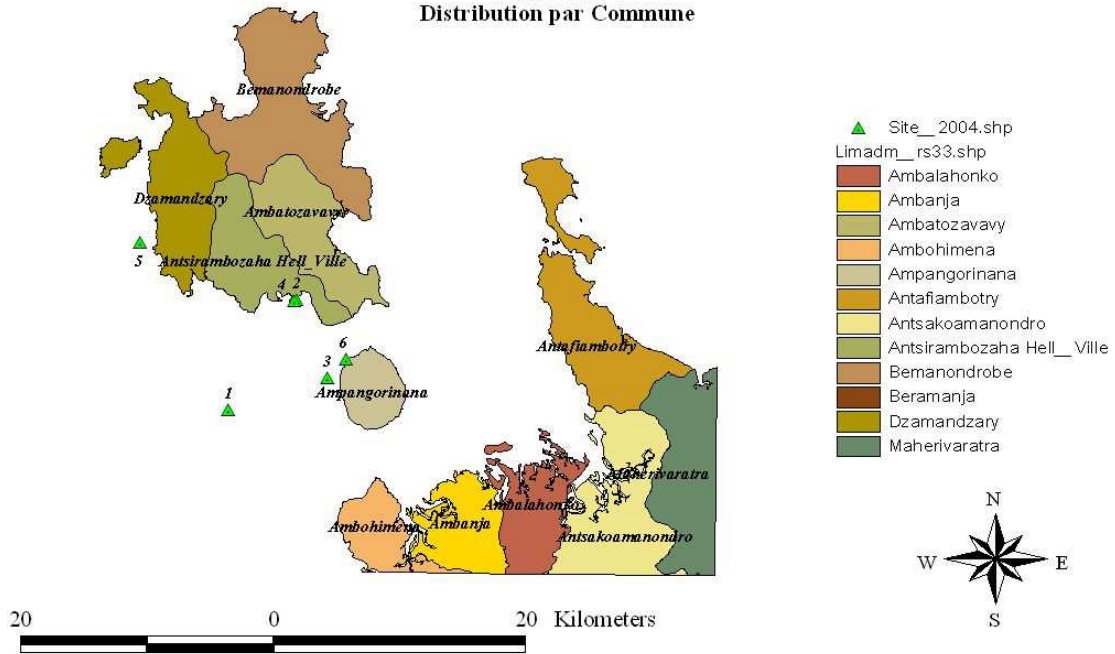 Distribution par Commune
Bemanondrobe
Dzamandzary
Ambatozavavy
5
Antsirambozaha Hell_Ville
4 2
6
3
Antafiambotry
Ampangorinana
1
Maherivaratra
Ambalahonko
Ambohimena
Ambanja
Antsakoamanondro
Site__2004.shp
Limadm__rs33.shp
Ambalahonko
Ambanja
Ambatozavavy
Ambohimena
Ampangorinana
Antafiambotry
Antsakoamanondro
Antsirambozaha Hell__Ville
Bemanondrobe
Beramanja
Dzamandzary
Maherivaratra
N
W E
S
20 0 20 Kilometers